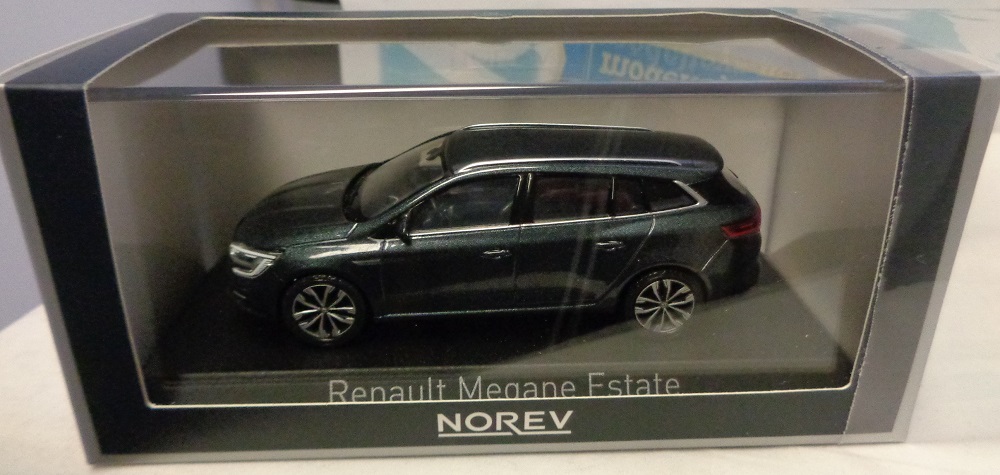 Renault Megane Estate
NOREV